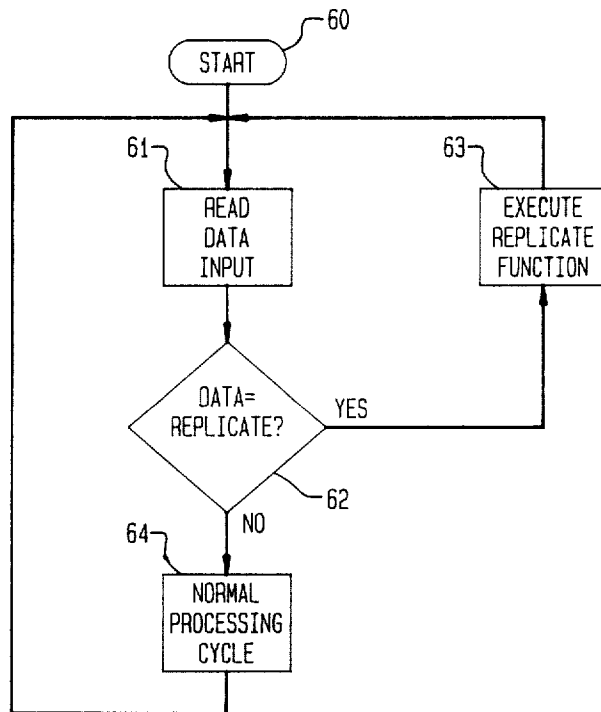 60
START
61
63
READ
DATA
INPUT
EXECUTE
REPLICATE
FUNCTION
DATA=
REPLICATE?
YES
62
NO
64
NORMAL
PROCESSING
CYCLE